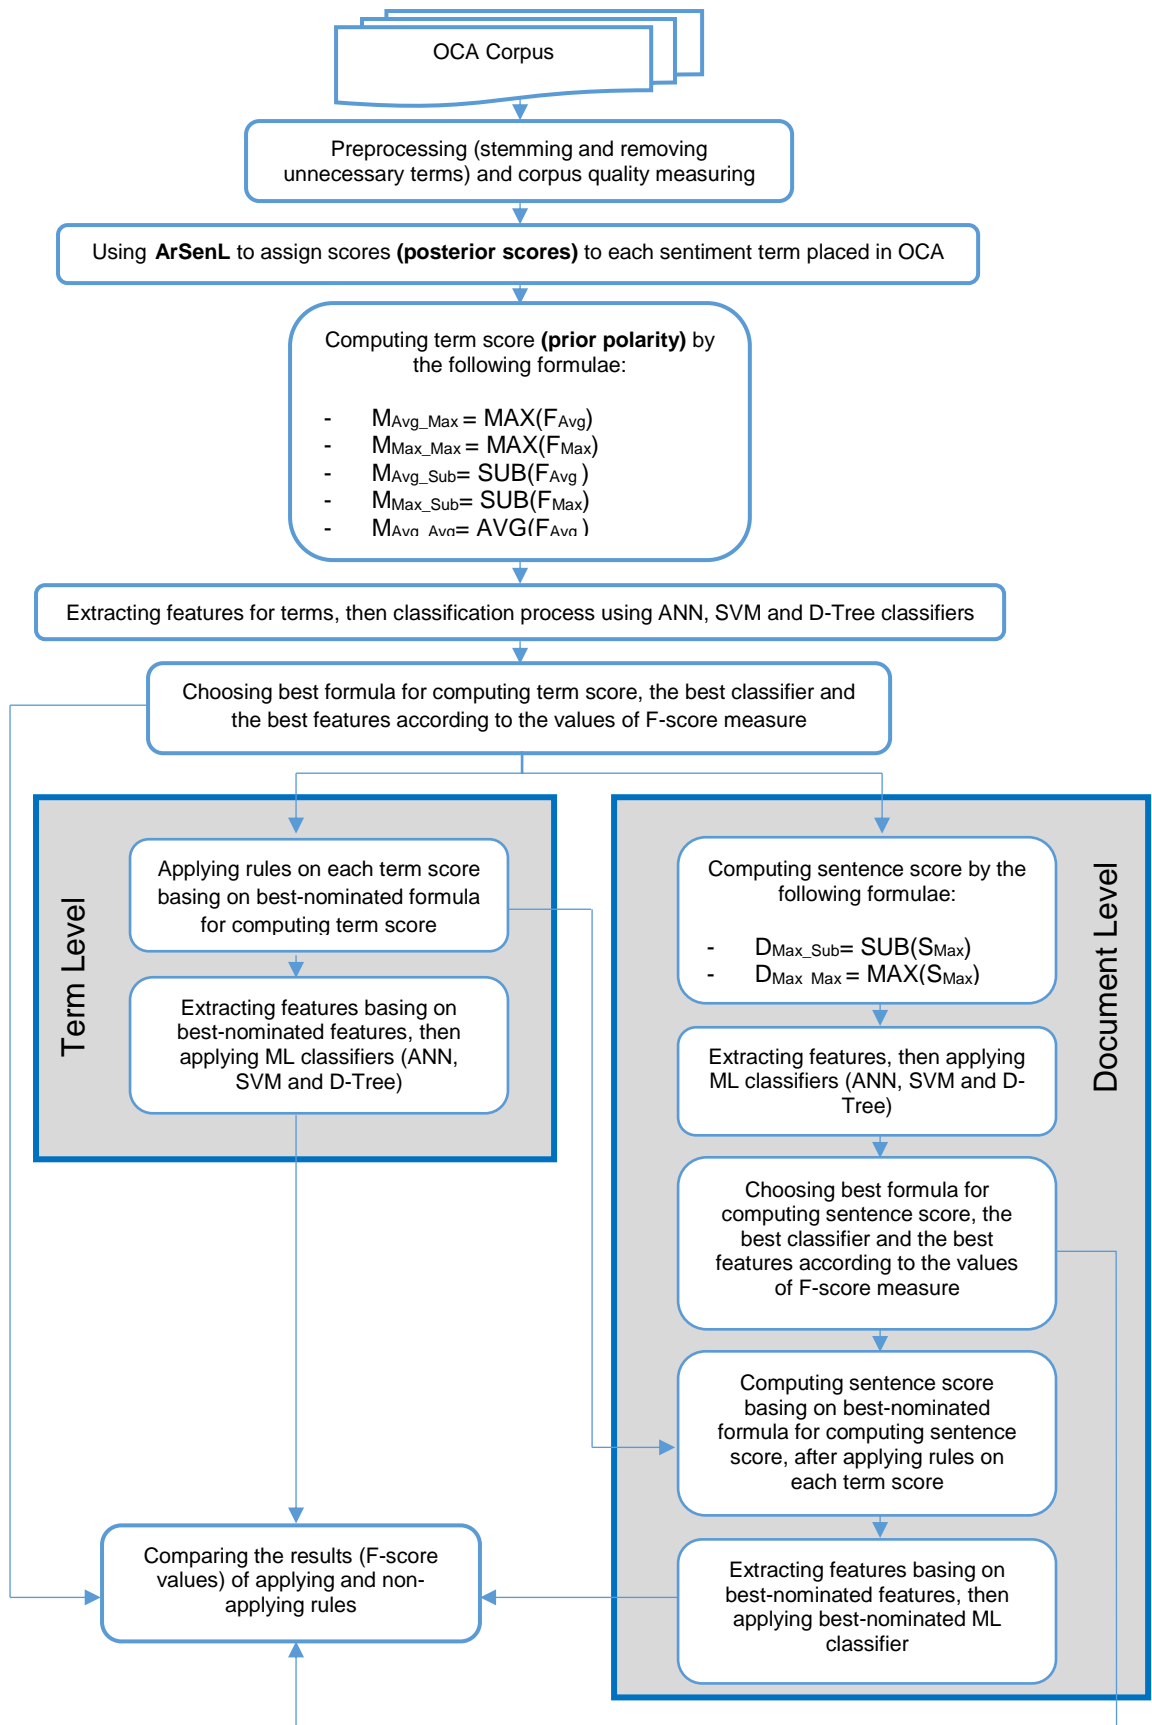 OCA Corpus
Preprocessing (stemming and removing
unnecessary terms) and corpus quality measuring
Using ArSenL to assign scores (posterior scores) to each sentiment term placed in OCA
Computing term score (prior polarity) by
the following formulae:
- MAvg_Max = MAX(FAvg)
- MMax_Max = MAX(FMax)
- MAvg_Sub= SUB(FAvg )
- MMax_Sub= SUB(FMax)
- MAvg_Avg= AVG(FAvg )
Extracting features for terms, then classification process using ANN, SVM and D-Tree classifiers
Choosing best formula for computing term score, the best classifier and
the best features according to the values of F-score measure
Term Level
Applying rules on each term score
basing on best-nominated formula
for computing term score
Extracting features basing on
best-nominated features, then
applying ML classifiers (ANN,
SVM and D-Tree)
Document Level
Computing sentence score by the
following formulae:
- DMax_Sub= SUB(SMax)
- DMax_Max = MAX(SMax)
Extracting features, then applying
ML classifiers (ANN, SVM and D-
Tree)
Choosing best formula for
computing sentence score, the
best classifier and the best
features according to the values
of F-score measure
Computing sentence score
basing on best-nominated
formula for computing sentence
score, after applying rules on
each term score
Extracting features basing on
best-nominated features, then
applying best-nominated ML
classifier
Comparing the results (F-score
values) of applying and non-
applying rules